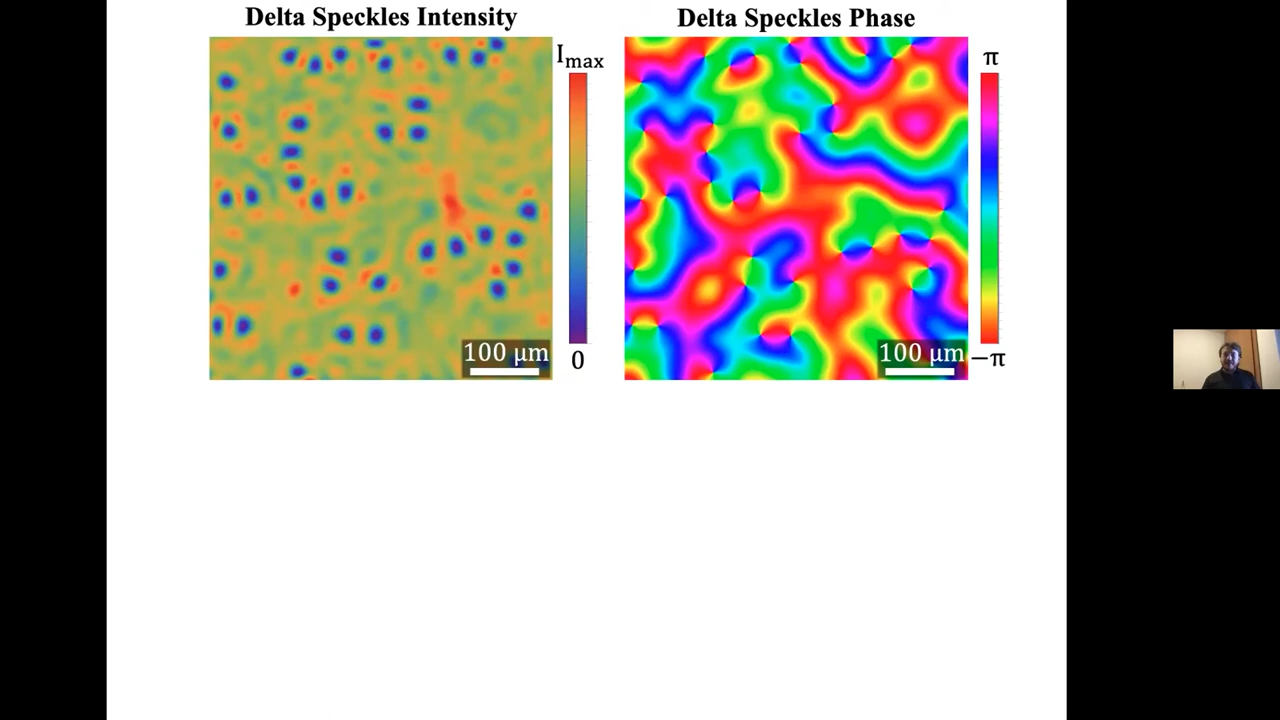 Delta Speckles Intensity
Delta Speckles Phase
Imax
π
100 μm
0
100 μm
−π